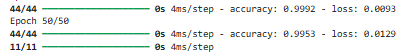 44/44 ━━━━━━━━━━━━━━━━━━━━ 0s 4ms/step - accuracy: 0.9992 - loss: 0.0093
Epoch 50/50
44/44 ━━━━━━━━━━━━━━━━━━━━ 0s 4ms/step - accuracy: 0.9953 - loss: 0.0129
11/11 ━━━━━━━━━━━━━━━━━━━━ 0s 4ms/step